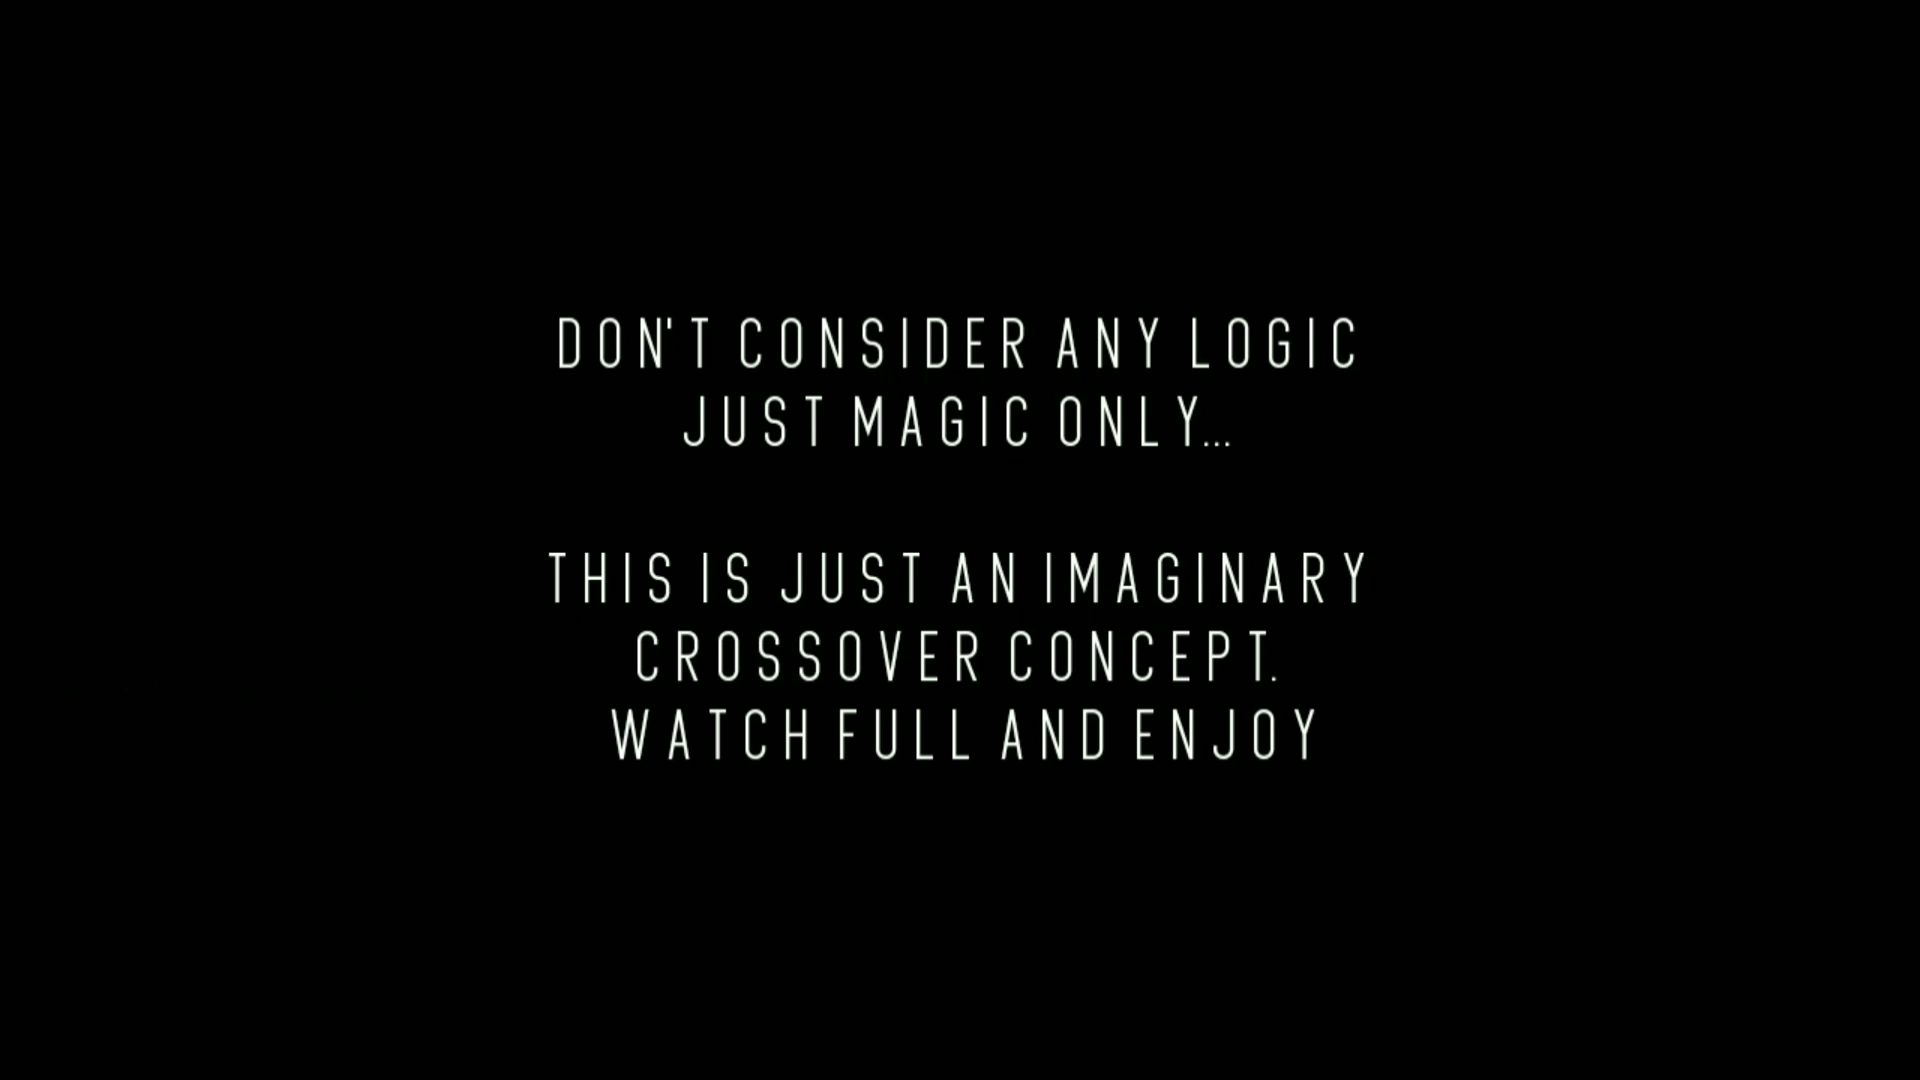 DON'T CONSIDER ANY LOGIC
JUST MAGIC ONLY...
THIS IS JUST AN IMAGINARY
CROSSOVER CONCEPT.
WATCH FULL AND ENJOY